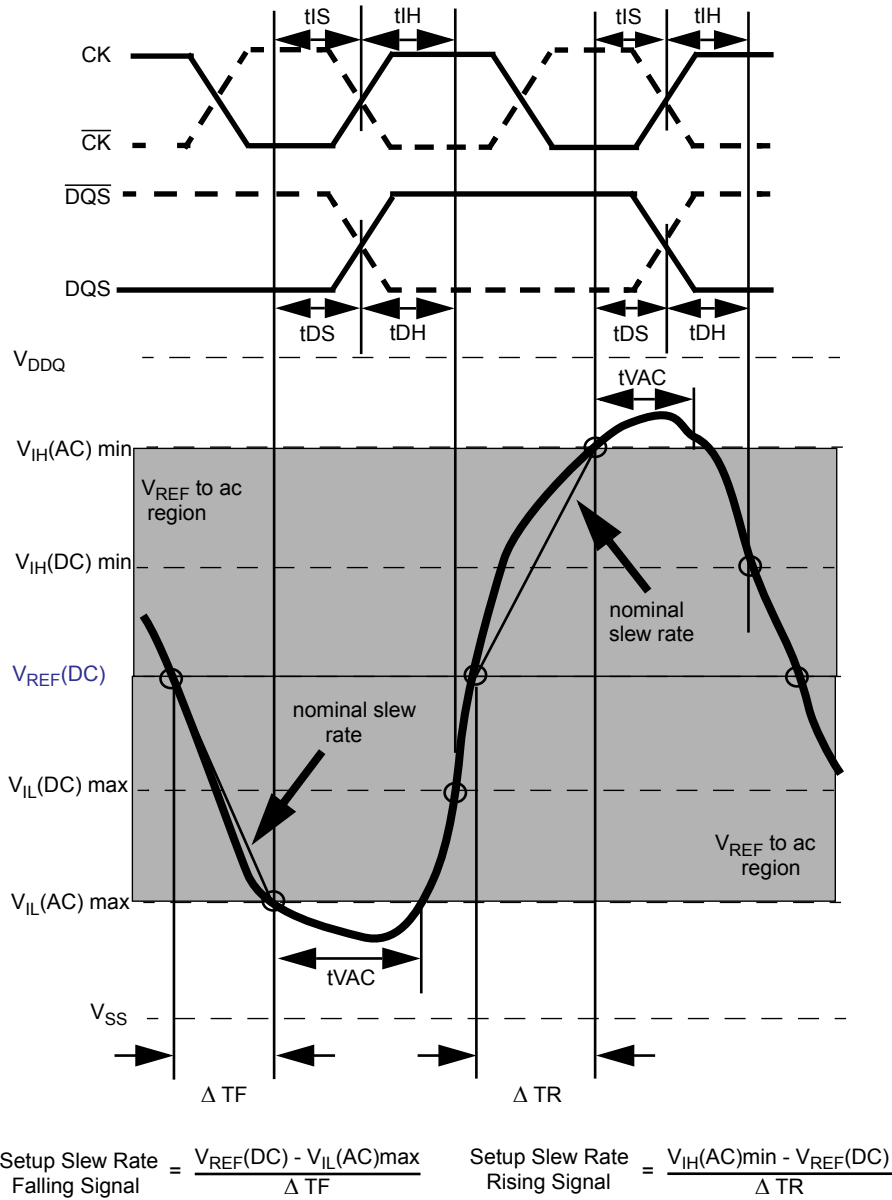 tIS tIH tIS tIH
CK
C̅K̅
D̅Q̅S̅
DQS
tDS tDH tDS tDH
VDDQ
tVAC
VIH(AC) min
VREF to ac
region
VIH(DC) min
nominal
slew rate
VREF(DC)
nominal slew
rate
VIL(DC) max
VREF to ac
region
VIL(AC) max
tVAC
VSS
Δ TF Δ TR
Setup Slew Rate
Falling Signal
=
VREF(DC) - VIL(AC)max
Δ TF
Setup Slew Rate
Rising Signal
=
VIH(AC)min - VREF(DC)
Δ TR